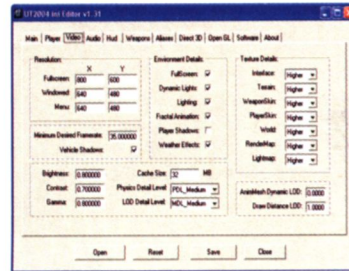 UT2004 Ini Editor v1.31
Main Player Video Audio Hud Weapons Aliases Direct 3D Open GL Software About
Resolution:
X Y
Fullscreen: 800 600
Windowed: 640 480
Menu: 640 480
Minimum Desired Framerate: 35.000000
Vehicle Shadows:
Enviroment Details:
FullScreen:
Dynamic Lights:
Lighting:
Fractal Animation:
Player Shadows:
Weather Effects:
Texture Details:
Interface: Higher
Terrain: Higher
WeaponSkin: Higher
PlayerSkin: Higher
World: Higher
RenderMap: Higher
Lightmap: Higher
Brightness: 0.800000
Contrast: 0.700000
Gamma: 0.800000
Cache Size: 32 MB
Physics Detail Level: PDL_Medium
LOD Detail Level: MDL_Medium
AnimMesh Dynamic LOD: 0.0000
Draw Distance LOD: 1.0000
Open Reset Save Close